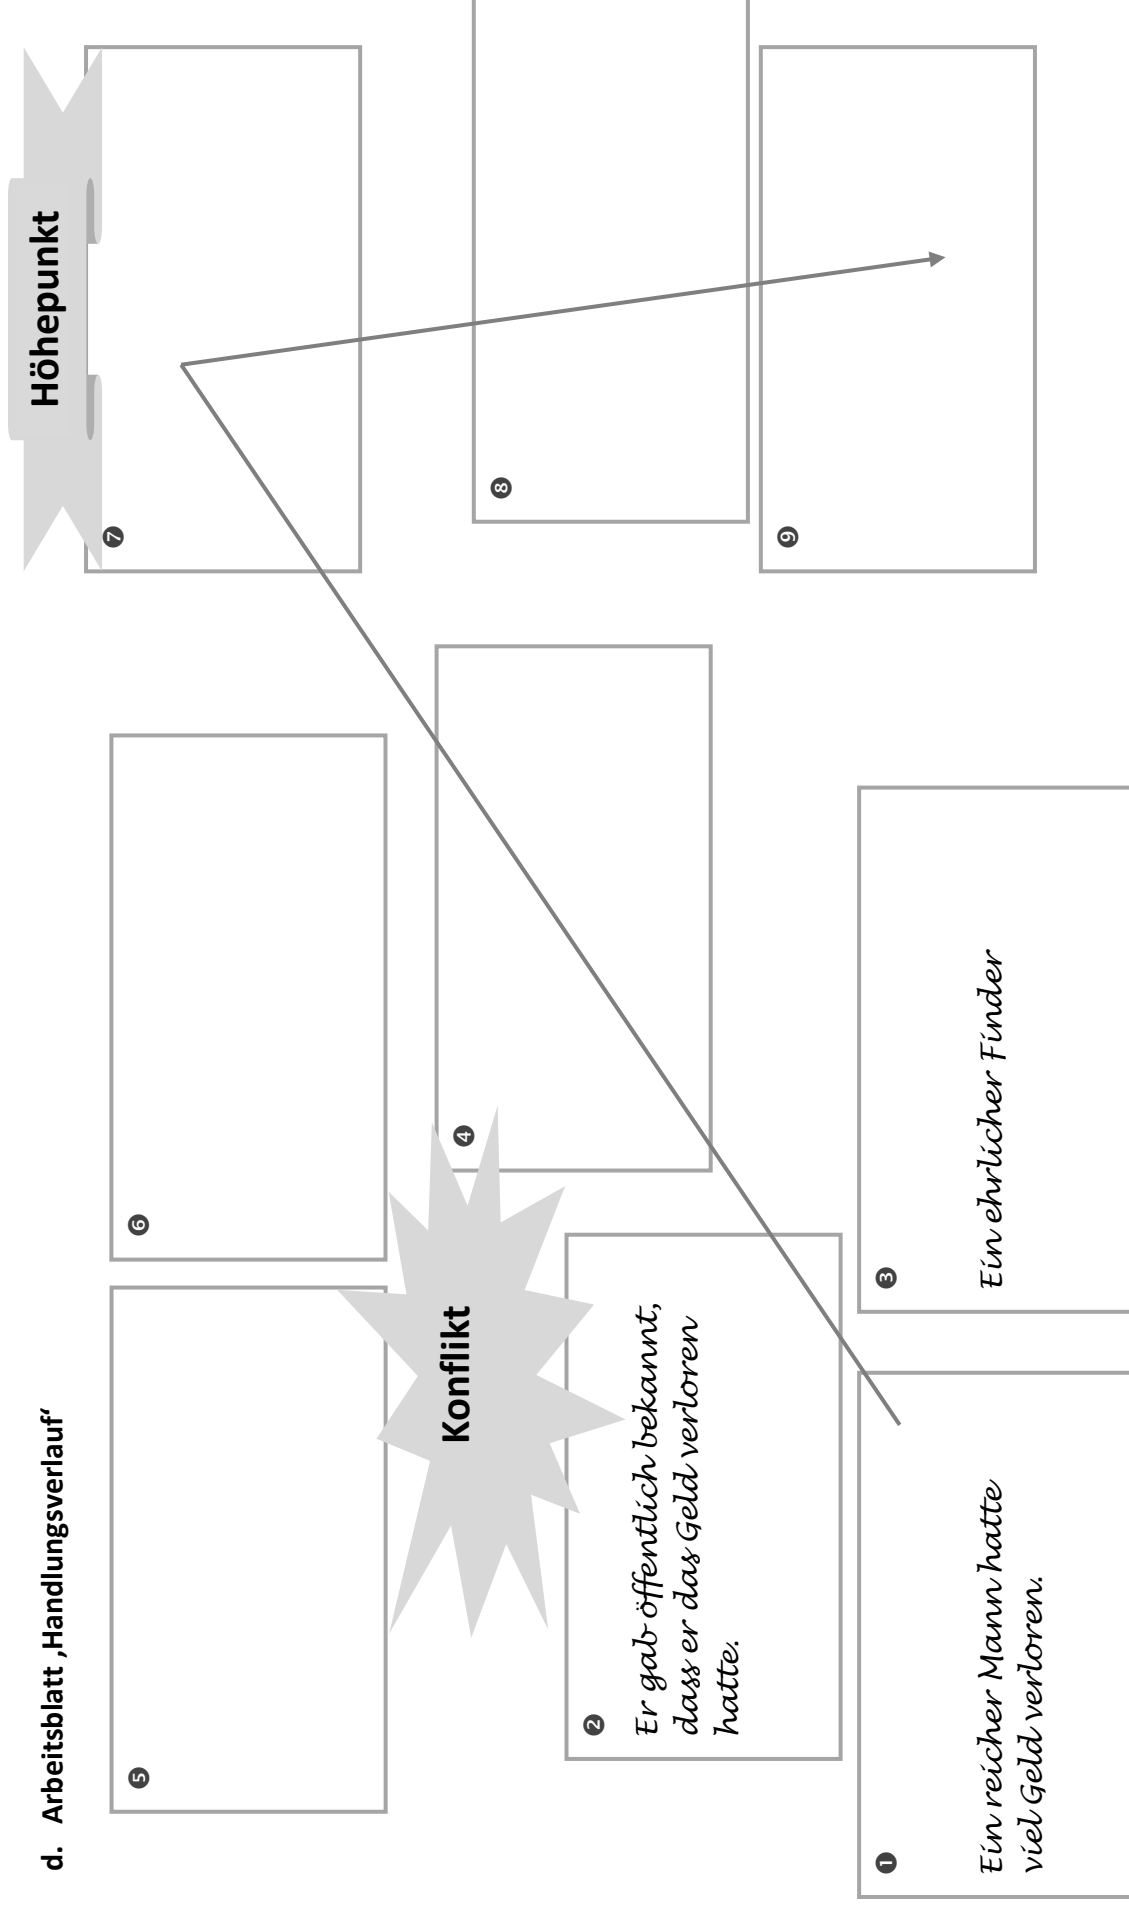 d. Arbeitsblatt ‚Handlungsverlauf‘
❺
❻
Höhepunkt
❼
Konflikt
❹
❽
❷
Er gab öffentlich bekannt,
dass er das Geld verloren
hatte.
❾
❶
Ein reicher Mann hatte
viel Geld verloren.
❸
Ein ehrlicher Finder